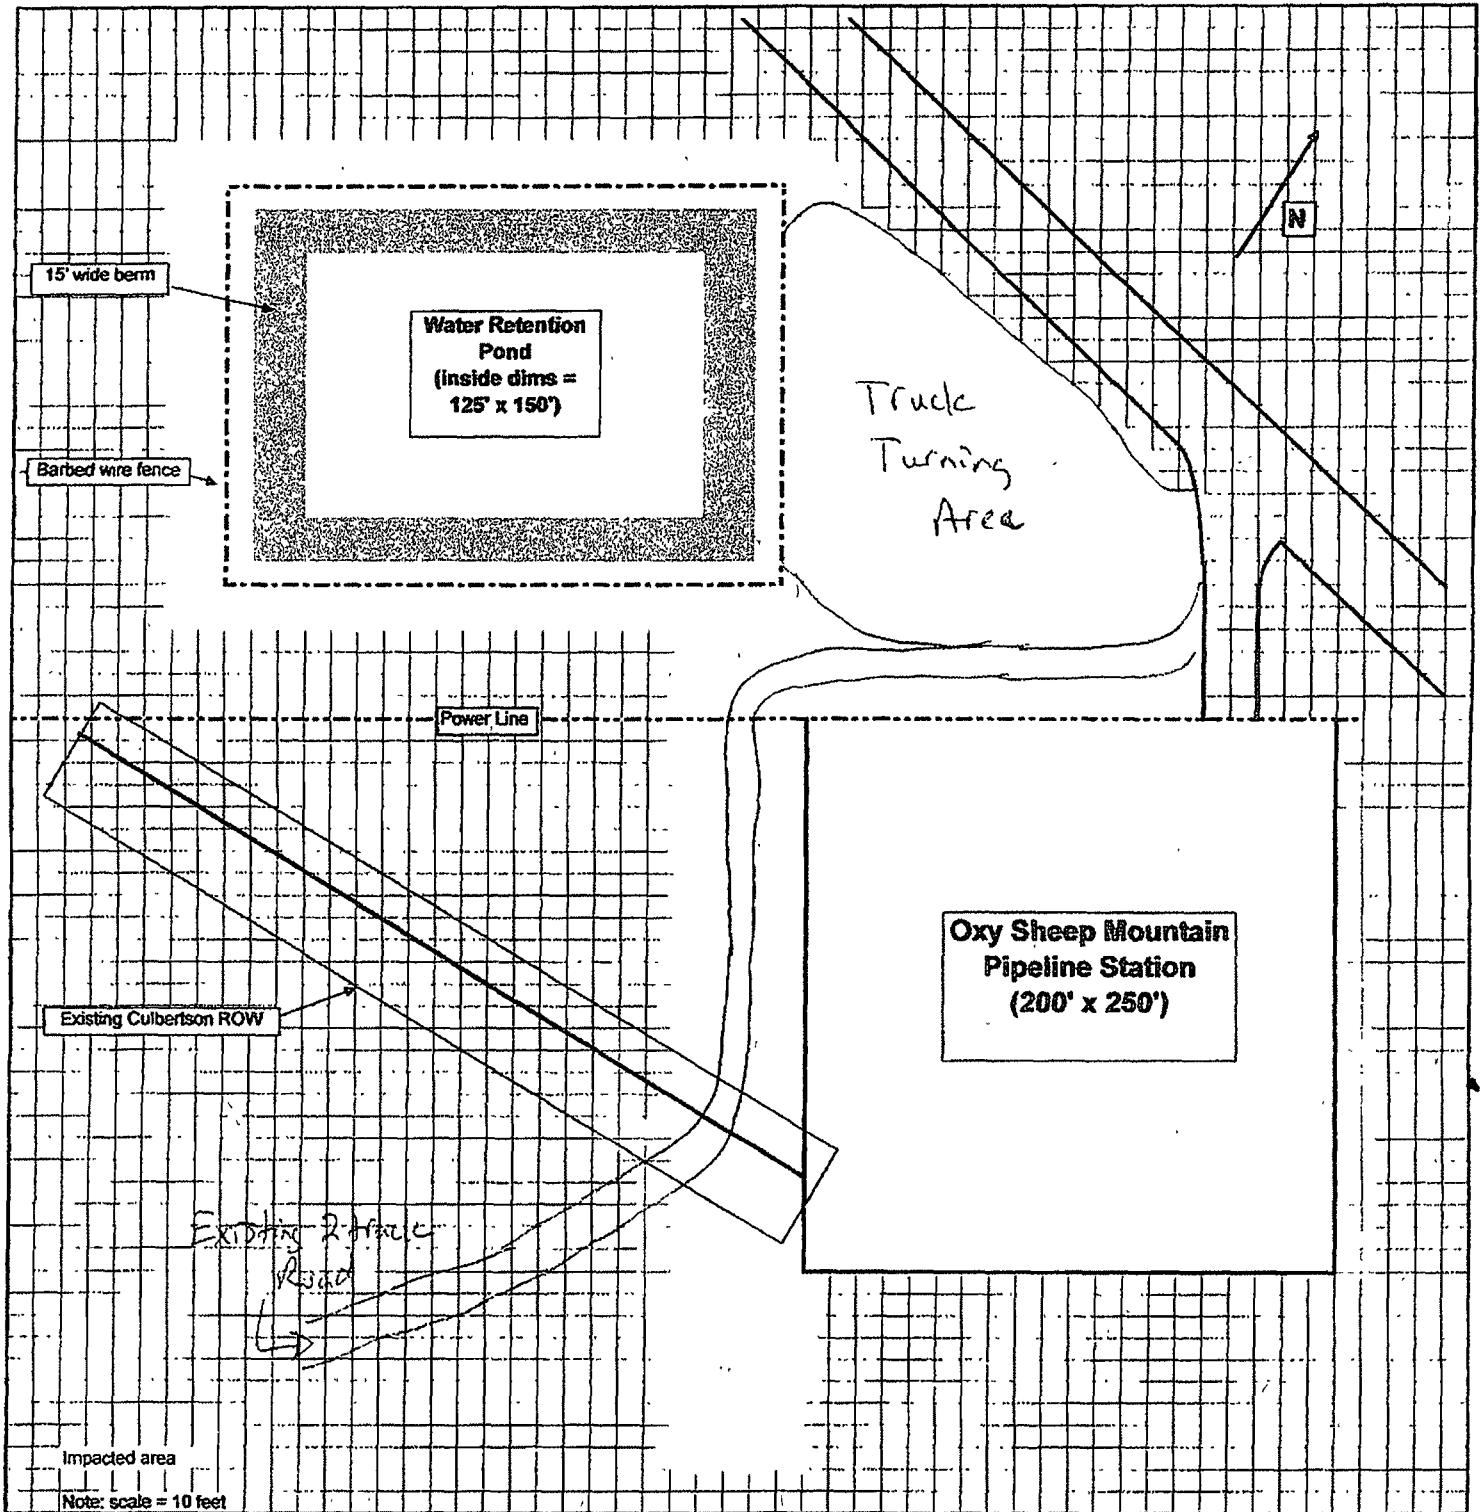 N
15' wide berm
Water Retention
Pond
(inside dims =
125' x 150')
Truck
Turning
Area
Barbed wire fence
Power Line
Oxy Sheep Mountain
Pipeline Station
(200' x 250')
Existing Culbertson ROW
Existing 2 track
Road
Impacted area
Note: scale = 10 feet